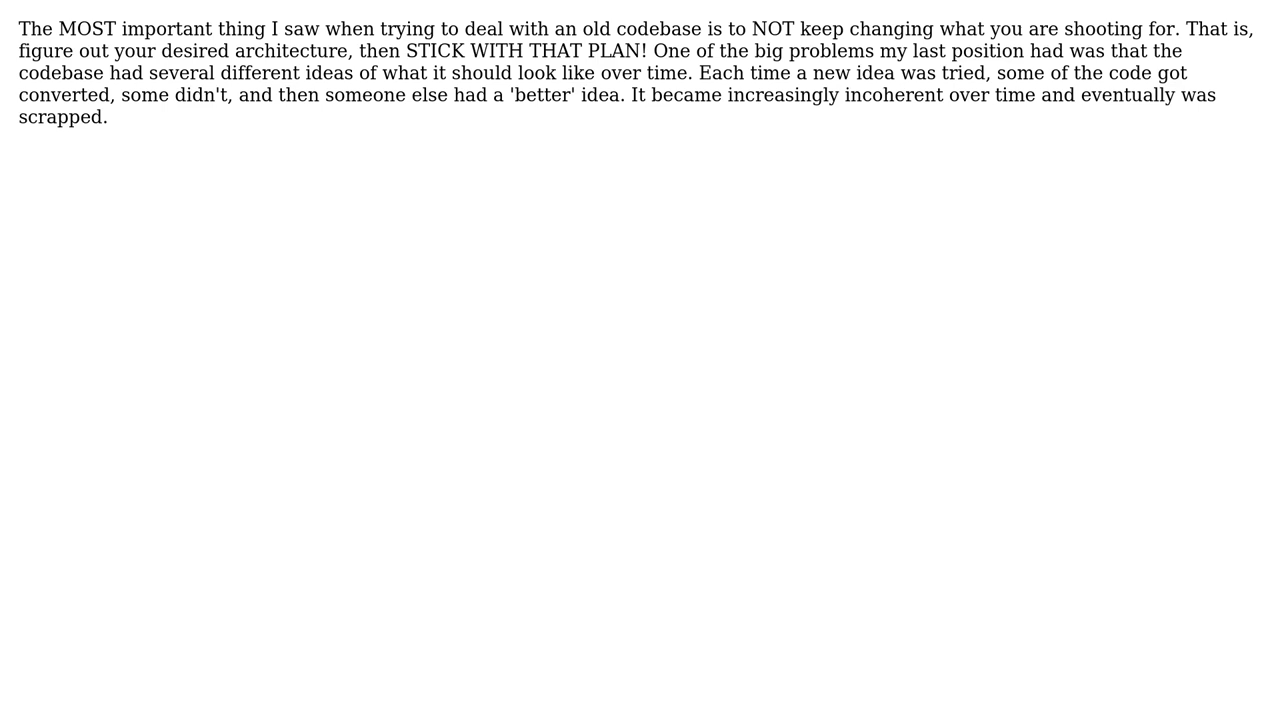 The MOST important thing I saw when trying to deal with an old codebase is to NOT keep changing what you are shooting for. That is,
figure out your desired architecture, then STICK WITH THAT PLAN! One of the big problems my last position had was that the
codebase had several different ideas of what it should look like over time. Each time a new idea was tried, some of the code got
converted, some didn't, and then someone else had a 'better' idea. It became increasingly incoherent over time and eventually was
scrapped.